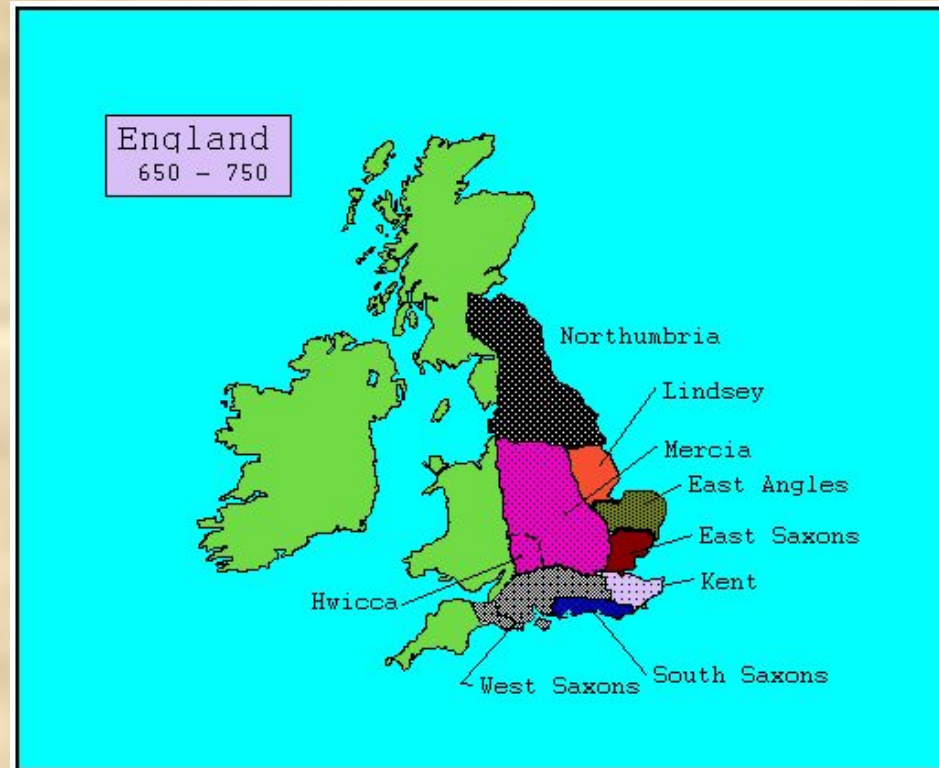 England
650 - 750
Northumbria
Lindsey
Mercia
East Angles
East Saxons
Kent
Hwicca
South Saxons
West Saxons